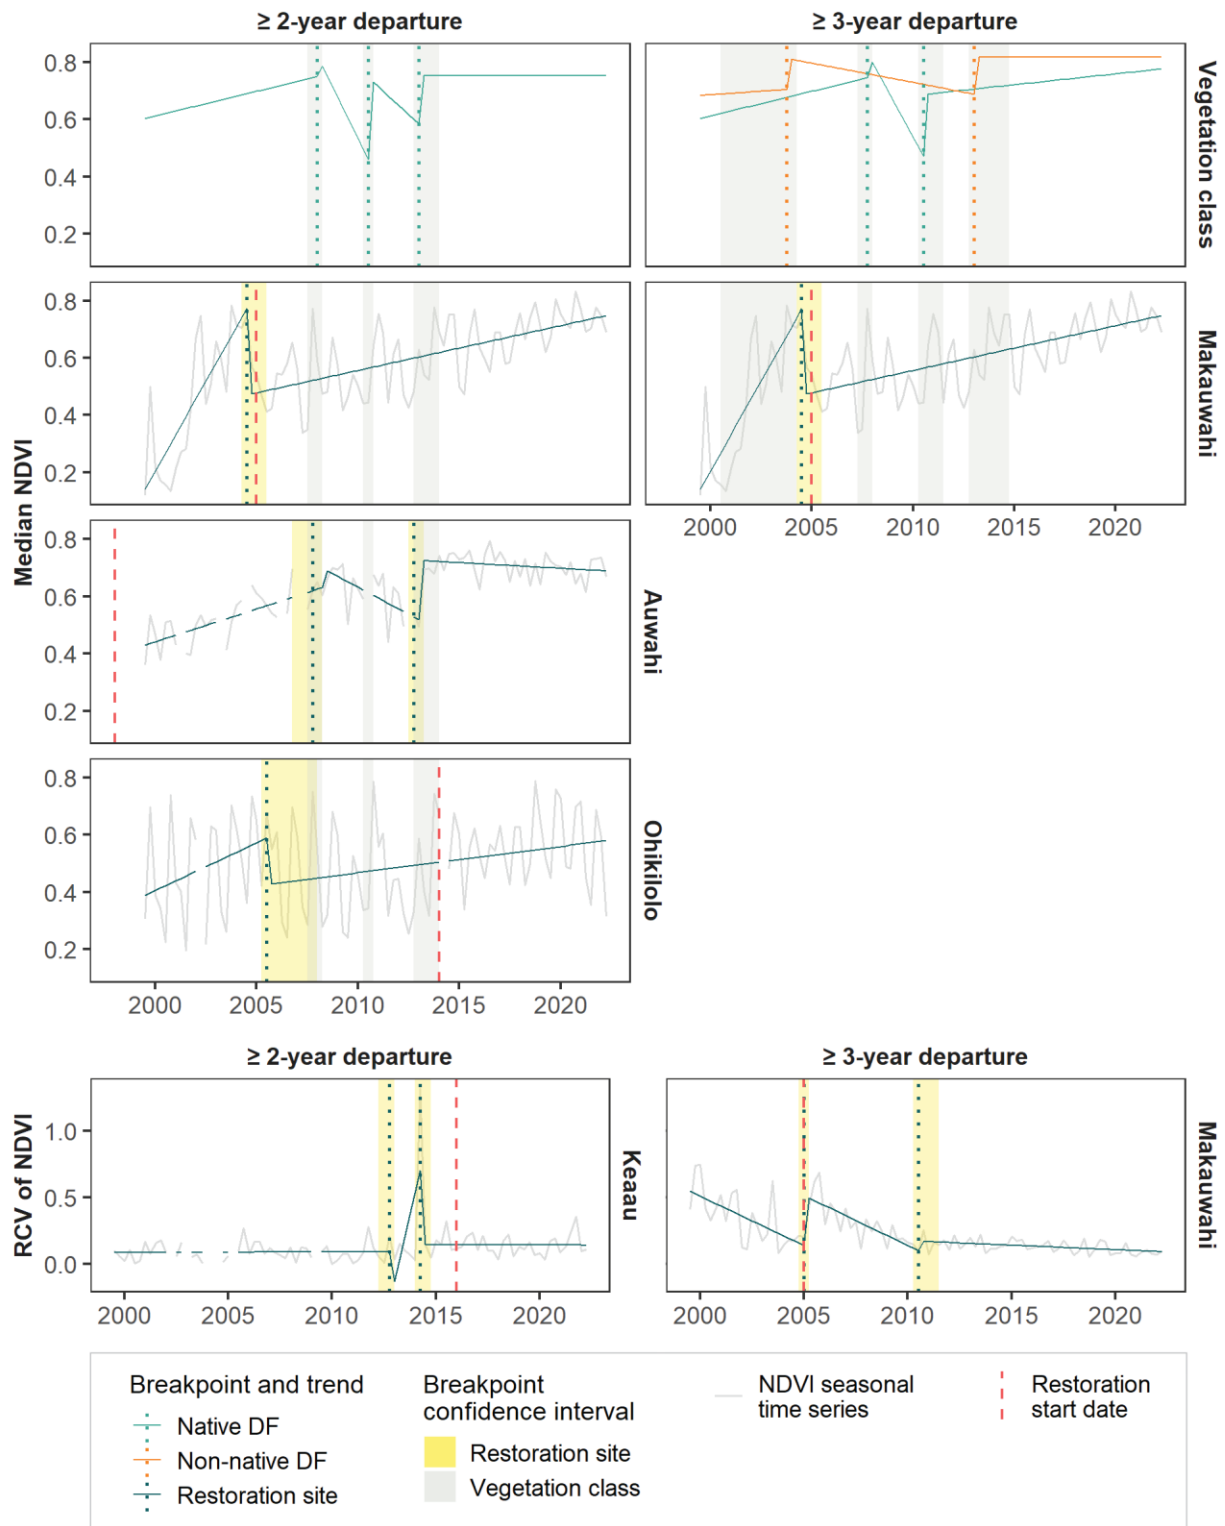 ≥ 2-year departure
≥ 3-year departure
0.8
0.6
0.4
0.2
Vegetation class
0.8
0.6
0.4
0.2
2000
2005
2010
2015
2020
Makauwahi
Median NDVI
0.8
0.6
0.4
0.2
Auwahi
0.8
0.6
0.4
0.2
Ohikilolo
2000
2005
2010
2015
2020
≥ 2-year departure
≥ 3-year departure
RCV of NDVI
1.0
0.5
0.0
Keaau
Makauwahi
2000
2005
2010
2015
2020
2000
2005
2010
2015
2020
Breakpoint and trend
Native DF
Non-native DF
Restoration site
Breakpoint
confidence interval
Restoration site
Vegetation class
NDVI seasonal
time series
Restoration
start date